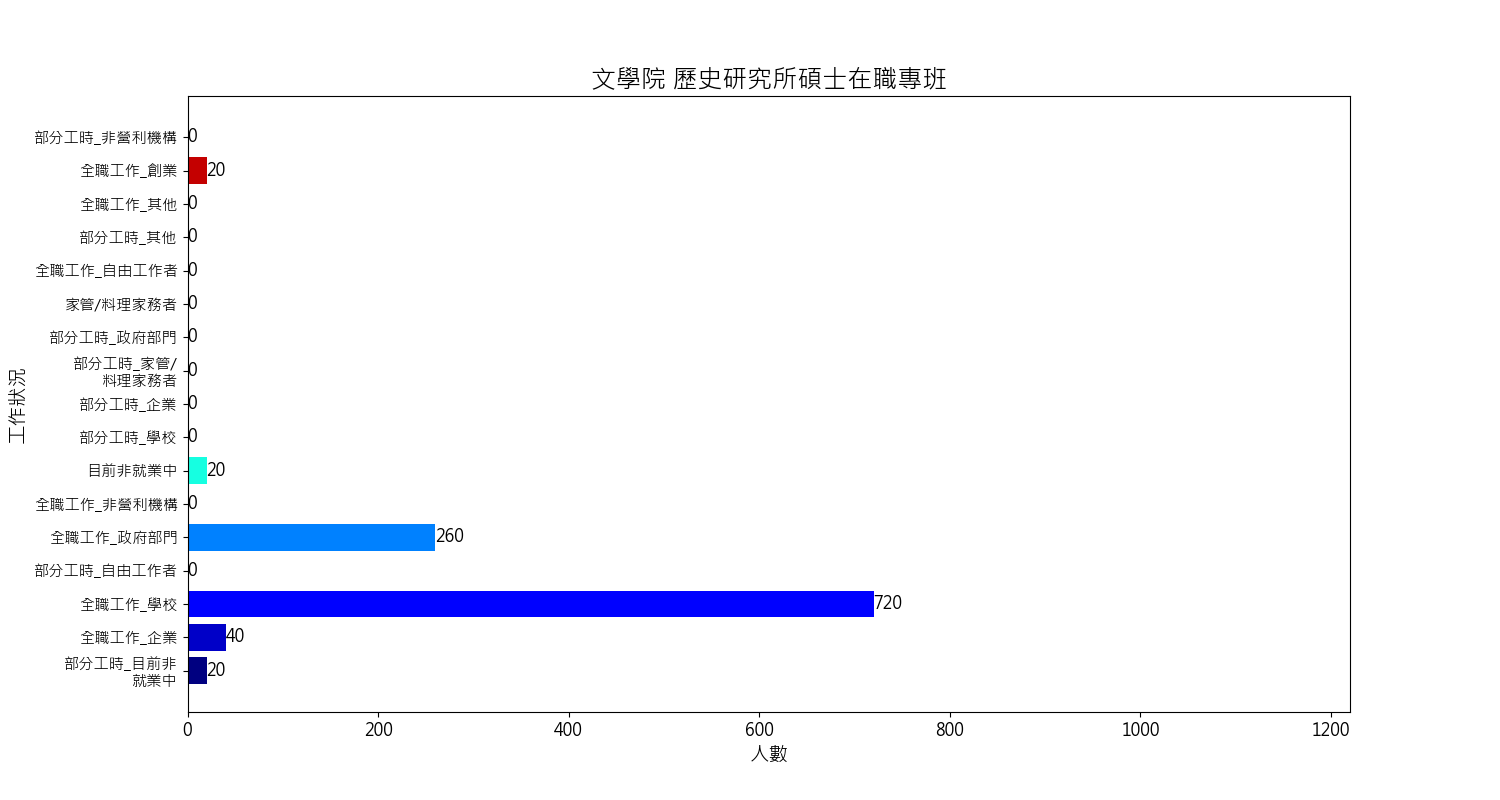 文學院 歷史研究所碩士在職專班
部分工時_非營利機構 0
全職工作_創業 20
全職工作_其他 0
部分工時_其他 0
全職工作_自由工作者 0
家管/料理家務者 0
部分工時_政府部門 0
部分工時_家管/
料理家務者 0
部分工時_企業 0
部分工時_學校 0
目前非就業中 20
全職工作_非營利機構 0
全職工作_政府部門 260
部分工時_自由工作者 0
全職工作_學校 720
全職工作_企業 40
部分工時_目前非
就業中 20
工作狀況
0 200 400 600 800 1000 1200
人數